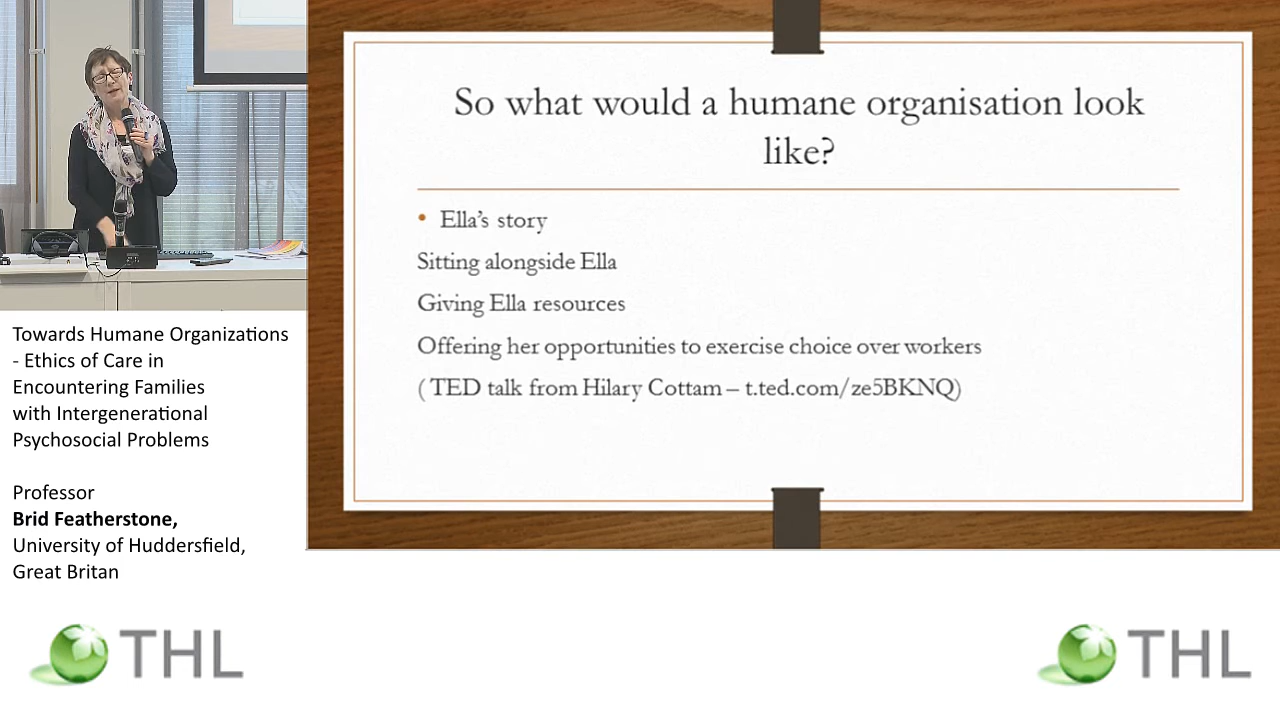 So what would a humane organisation look
like?
• Ella's story
Sitting alongside Ella
Giving Ella resources
Offering her opportunities to exercise choice over workers
( TED talk from Hilary Cottam – t.ted.com/ze5BKNQ)
Towards Humane Organizations
- Ethics of Care in
Encountering Families
with Intergenerational
Psychosocial Problems
Professor
Brid Featherstone,
University of Huddersfield,
Great Britan
THL
THL